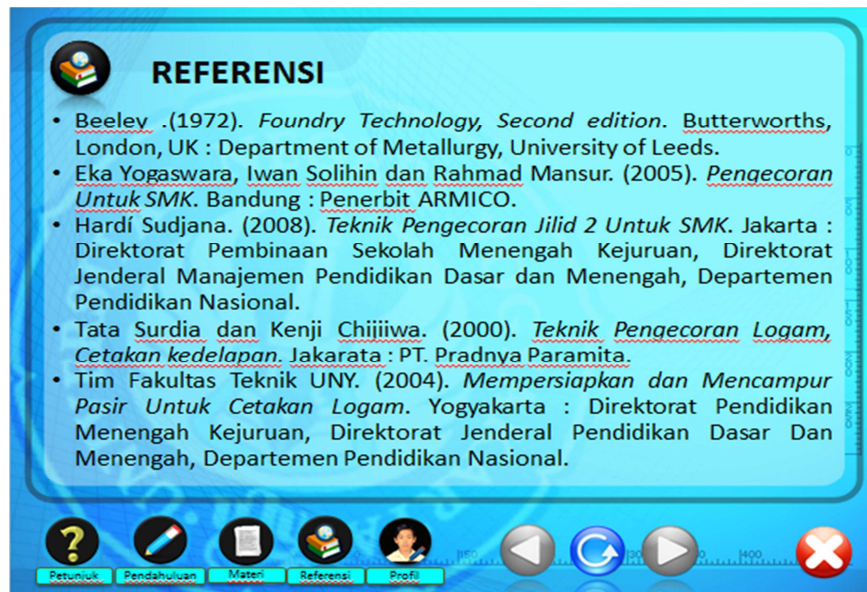 REFERENSI
• Beeley .(1972). Foundry Technology, Second edition. Butterworths,
London, UK : Department of Metallurgy, University of Leeds.
• Eka Yogaswara, Iwan Solihin dan Rahmad Mansur. (2005). Pengecoran
Untuk SMK. Bandung : Penerbit ARMICO.
• Hardí Sudjana. (2008). Teknik Pengecoran Jilid 2 Untuk SMK. Jakarta :
Direktorat Pembinaan Sekolah Menengah Kejuruan, Direktorat
Jenderal Manajemen Pendidikan Dasar dan Menengah, Departemen
Pendidikan Nasional.
• Tata Surdia dan Kenji Chijiiwa. (2000). Teknik Pengecoran Logam,
Cetakan kedelapan. Jakarata : PT. Pradnya Paramita.
• Tim Fakultas Teknik UNY. (2004). Mempersiapkan dan Mencampur
Pasir Untuk Cetakan Logam. Yogyakarta : Direktorat Pendidikan
Menengah Kejuruan, Direktorat Jenderal Pendidikan Dasar Dan
Menengah, Departemen Pendidikan Nasional.
Petunjuk Pendahuluan Materi Referensi Profil